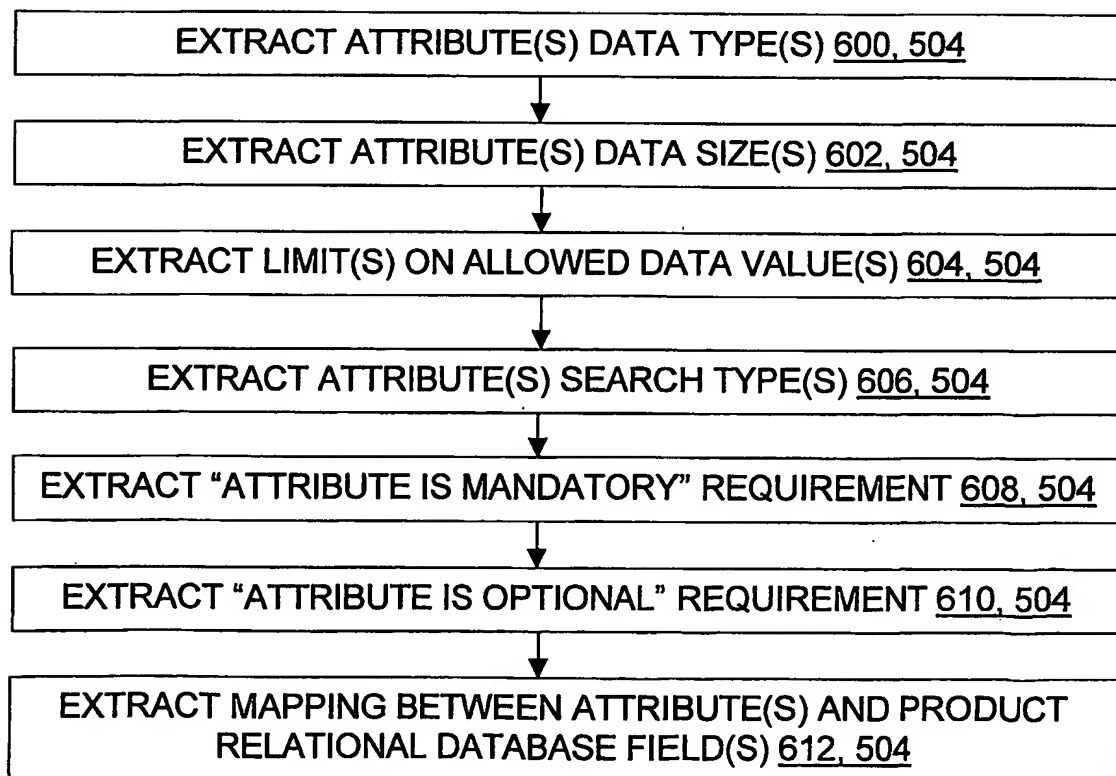 EXTRACT ATTRIBUTE(S) DATA TYPE(S) 600, 504
EXTRACT ATTRIBUTE(S) DATA SIZE(S) 602, 504
EXTRACT LIMIT(S) ON ALLOWED DATA VALUE(S) 604, 504
EXTRACT ATTRIBUTE(S) SEARCH TYPE(S) 606, 504
EXTRACT “ATTRIBUTE IS MANDATORY” REQUIREMENT 608, 504
EXTRACT “ATTRIBUTE IS OPTIONAL” REQUIREMENT 610, 504
EXTRACT MAPPING BETWEEN ATTRIBUTE(S) AND PRODUCT
RELATIONAL DATABASE FIELD(S) 612, 504